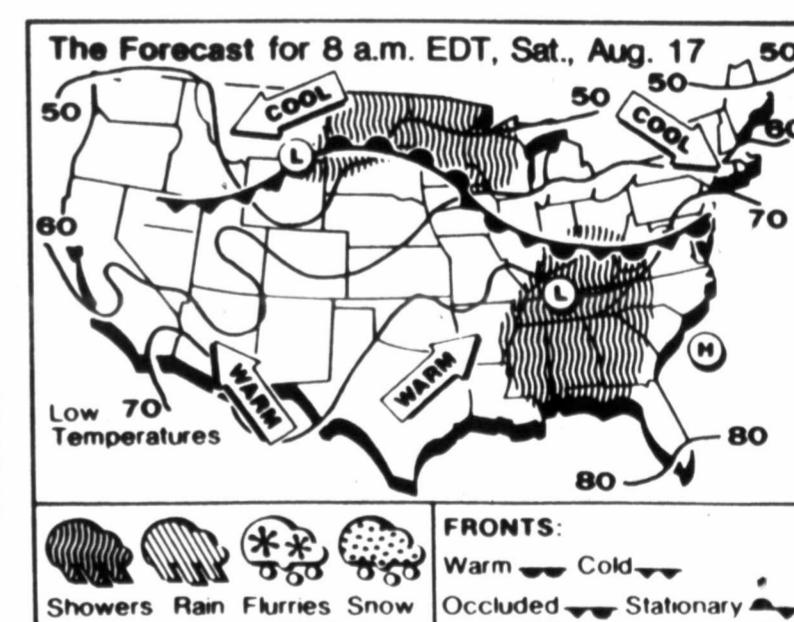 The Forecast for 8 a.m. EDT, Sat., Aug. 17
50
50
50
50
60
COOL
COOL
L
60
70
L
H
WARM
WARM
Low 70
Temperatures
80
80
FRONTS:
Warm Cold
Showers Rain Flurries Snow
Occluded Stationary